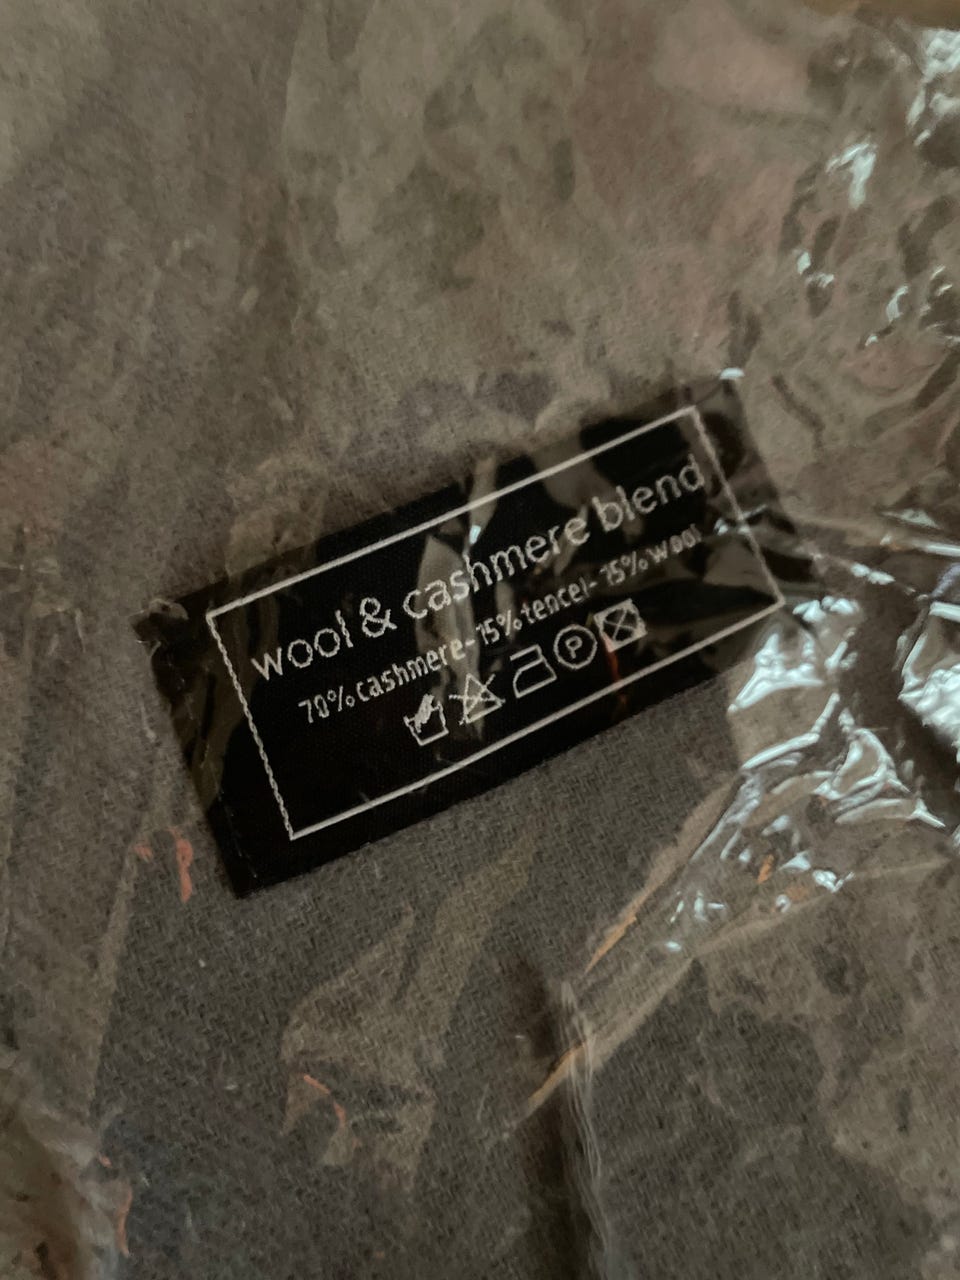 wool & cashmere blend
70% cashmere-15% tencel-15% wool
P